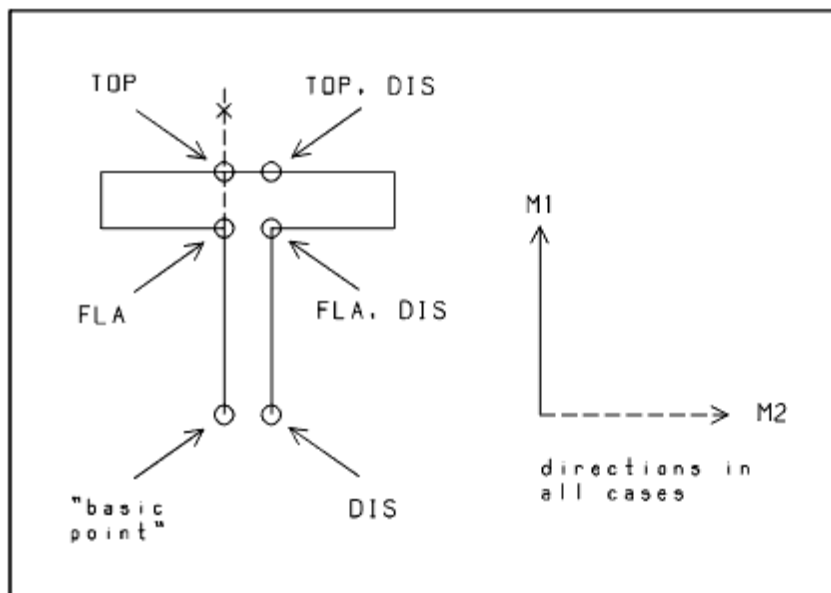 TOP
TOP, DIS
M1
FLA
FLA, DIS
M2
directions in
all cases
"basic
point"
DIS